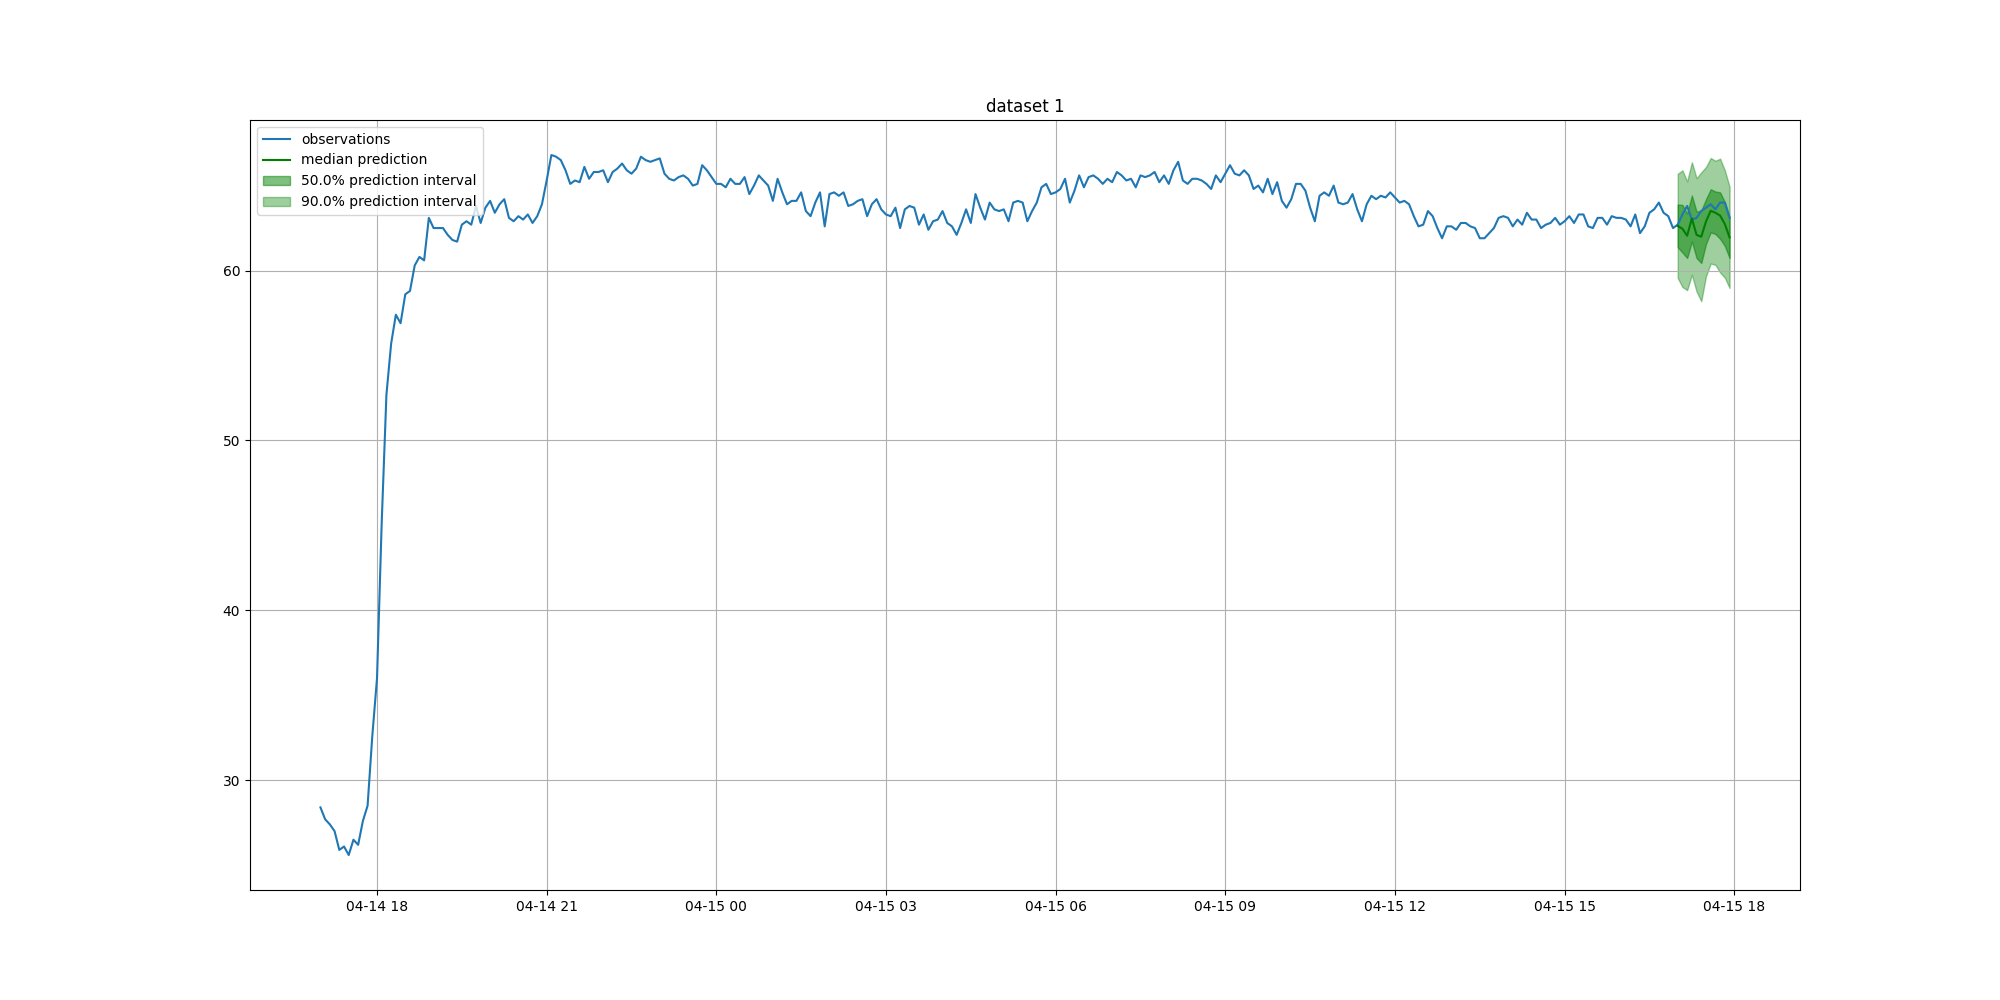 dataset 1
observations
median prediction
50.0% prediction interval
90.0% prediction interval
60
50
40
30
04-14 18
04-14 21
04-15 00
04-15 03
04-15 06
04-15 09
04-15 12
04-15 15
04-15 18